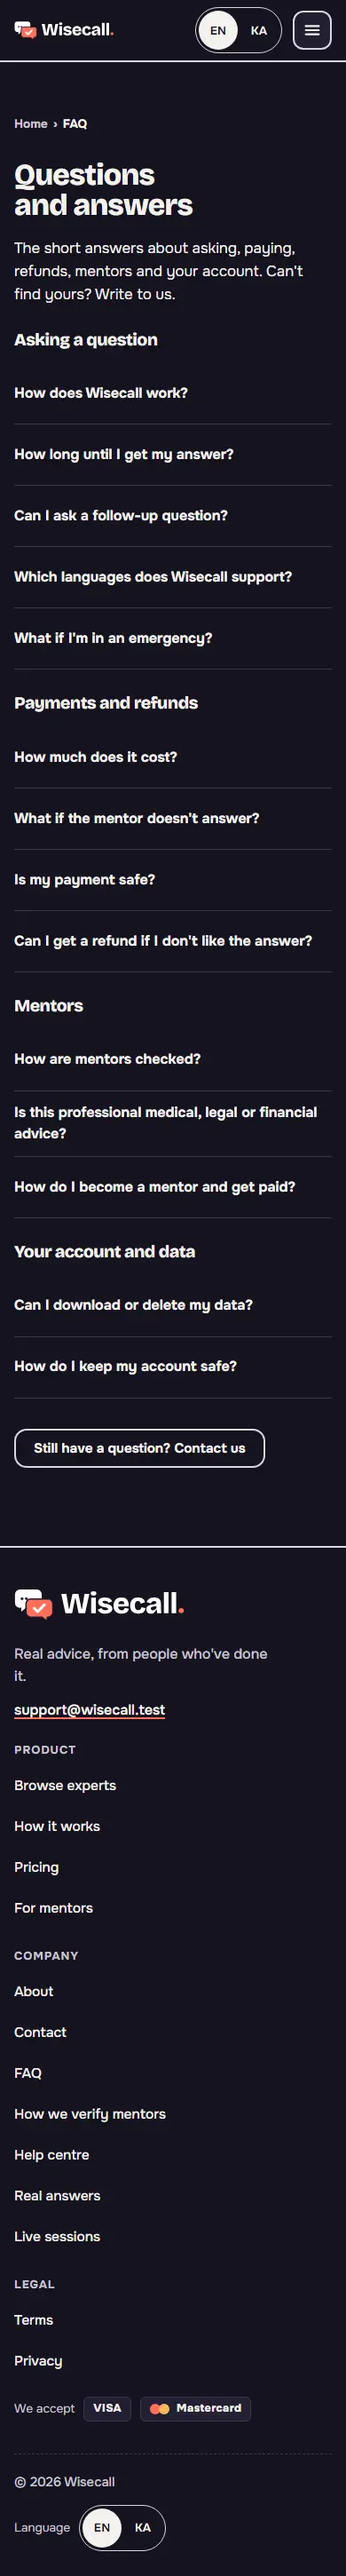 Wisecall.
EN KA
Home › FAQ
Questions
and answers
The short answers about asking, paying,
refunds, mentors and your account. Can't
find yours? Write to us.
Asking a question
How does Wisecall work?
How long until I get my answer?
Can I ask a follow-up question?
Which languages does Wisecall support?
What if I'm in an emergency?
Payments and refunds
How much does it cost?
What if the mentor doesn't answer?
Is my payment safe?
Can I get a refund if I don't like the answer?
Mentors
How are mentors checked?
Is this professional medical, legal or financial
advice?
How do I become a mentor and get paid?
Your account and data
Can I download or delete my data?
How do I keep my account safe?
Still have a question? Contact us
Wisecall.
Real advice, from people who've done
it.
support@wisecall.test
PRODUCT
Browse experts
How it works
Pricing
For mentors
COMPANY
About
Contact
FAQ
How we verify mentors
Help centre
Real answers
Live sessions
LEGAL
Terms
Privacy
We accept VISA Mastercard
© 2026 Wisecall
Language EN KA